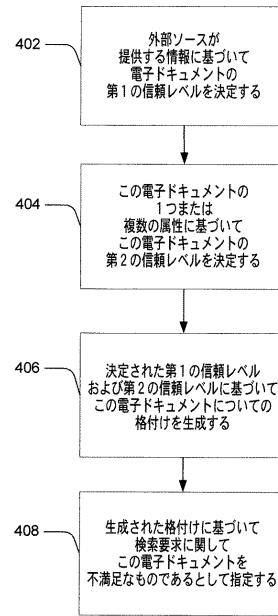 402
外部ソースが
提供する情報に基づいて
電子ドキュメントの
第1の信頼レベルを決定する
404
この電子ドキュメントの
1つまたは
複数の属性に基づいて
この電子ドキュメントの
第2の信頼レベルを決定する
406
決定された第1の信頼レベル
および第2の信頼レベルに基づいて
この電子ドキュメントについての
格付けを生成する
408
生成された格付けに基づいて
検索要求に関して
この電子ドキュメントを
不満足なものであるとして指定する